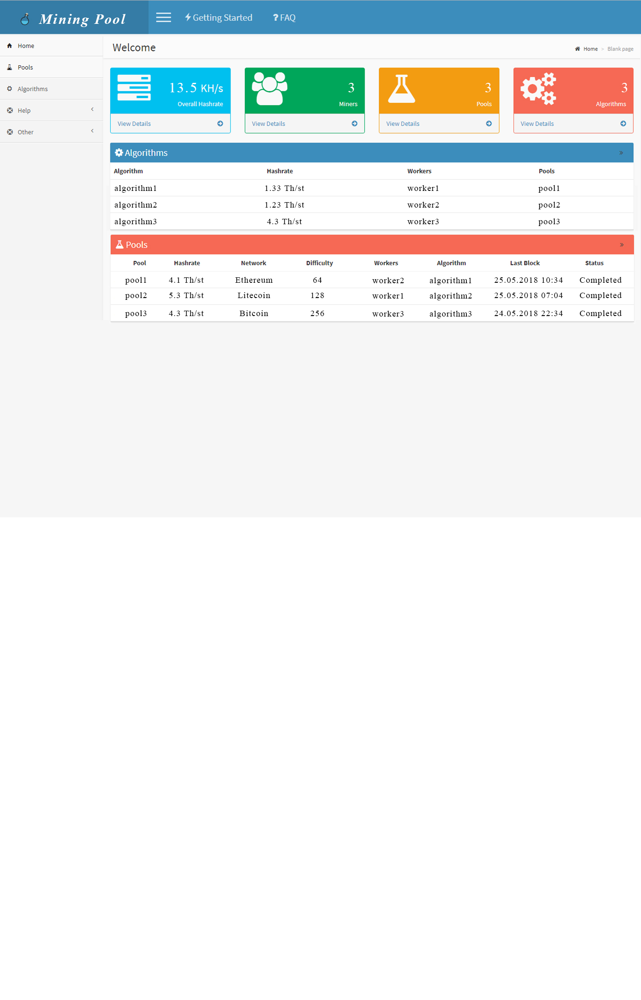 Mining Pool
Getting Started
? FAQ
Home
Pools
Algorithms
Help
Other
Welcome
Home > Blank page
13.5 KH/s
Overall Hashrate
View Details
3
Miners
View Details
3
Pools
View Details
3
Algorithms
View Details
Algorithms »
Algorithm Hashrate Workers Pools
algorithm1 1.33 Th/st worker1 pool1
algorithm2 1.23 Th/st worker2 pool2
algorithm3 4.3 Th/st worker3 pool3
Pools »
Pool Hashrate Network Difficulty Workers Algorithm Last Block Status
pool1 4.1 Th/st Ethereum 64 worker2 algorithm1 25.05.2018 10:34 Completed
pool2 5.3 Th/st Litecoin 128 worker1 algorithm2 25.05.2018 07:04 Completed
pool3 4.3 Th/st Bitcoin 256 worker3 algorithm3 24.05.2018 22:34 Completed